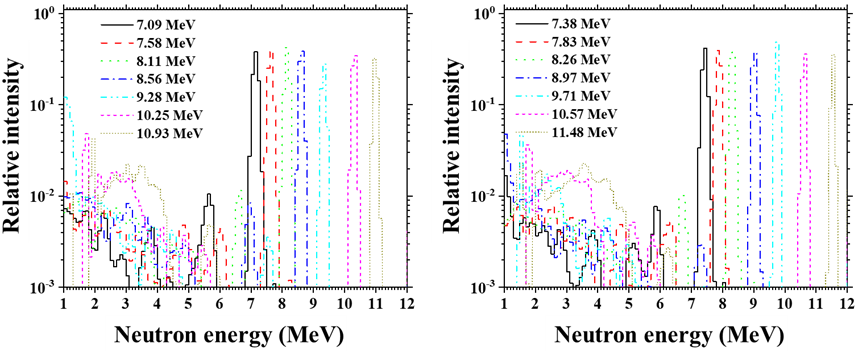 10⁰
10⁻¹
10⁻²
10⁻³
Relative intensity
7.09 MeV
7.58 MeV
8.11 MeV
8.56 MeV
9.28 MeV
10.25 MeV
10.93 MeV
1 2 3 4 5 6 7 8 9 10 11 12
Neutron energy (MeV)
10⁰
10⁻¹
10⁻²
10⁻³
Relative intensity
7.38 MeV
7.83 MeV
8.26 MeV
8.97 MeV
9.71 MeV
10.57 MeV
11.48 MeV
1 2 3 4 5 6 7 8 9 10 11 12
Neutron energy (MeV)